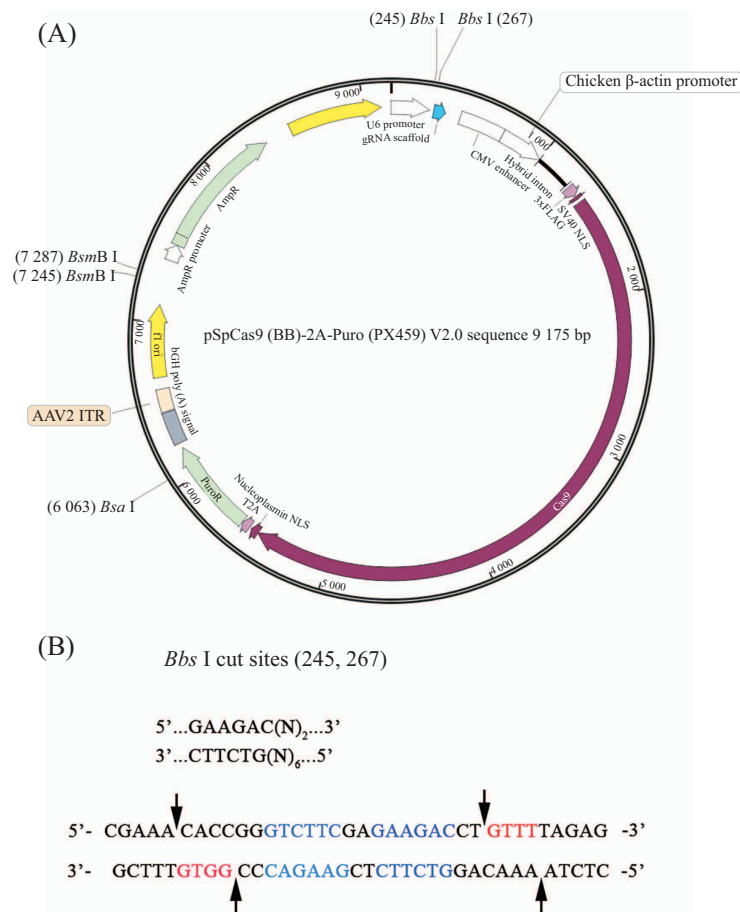 (A)
(245) Bbs I Bbs I (267)
Chicken β-actin promoter
9 000
1 000
U6 promoter
gRNA scaffold
CMV enhancer
Hybrid intron
3xFLAG
SV40 NLS
8 000
AmpR
AmpR promoter
(7 287) BsmB I
(7 245) BsmB I
2 000
7 000
f1 ori
pSpCas9 (BB)-2A-Puro (PX459) V2.0 sequence 9 175 bp
bGH poly (A) signal
AAV2 ITR
3 000
PuroR
Nucleoplasmin NLS
T2A
6 000
(6 063) Bsa I
Cas9
5 000
4 000
(B)
Bbs I cut sites (245, 267)
5’...GAAGAC(N)2...3’
3’...CTTCTG(N)6...5’
5’- CGAAACACCGGGTCTTCGAGAAGACCTGTTTTAGAG -3’
3’- GCTTTGTGGCCCAGAAGCTCTTCTGGACAAAATCTC -5’